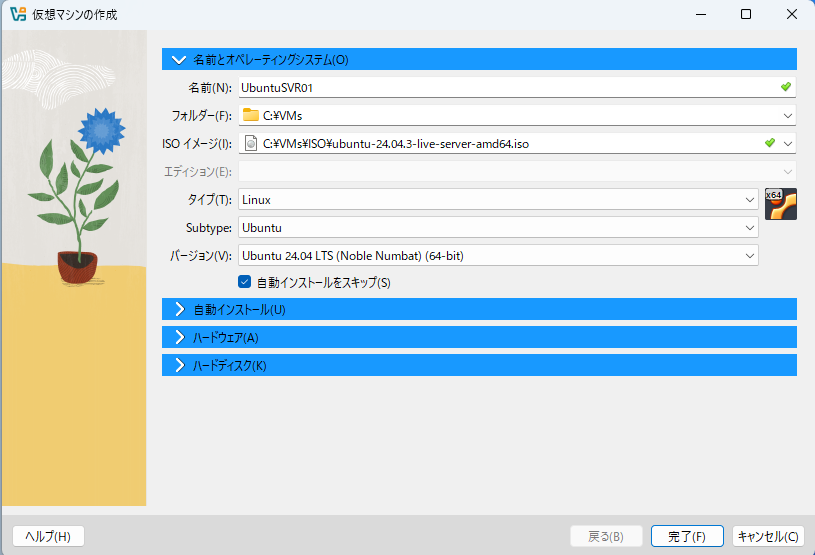 仮想マシンの作成
名前とオペレーティングシステム(O)
名前(N): UbuntuSVR01
フォルダー(F): C:¥VMs
ISO イメージ(I): C:¥VMs¥ISO¥ubuntu-24.04.3-live-server-amd64.iso
エディション(E):
タイプ(T): Linux
x64
Subtype: Ubuntu
バージョン(V): Ubuntu 24.04 LTS (Noble Numbat) (64-bit)
自動インストールをスキップ(S)
自動インストール(U)
ハードウェア(A)
ハードディスク(K)
ヘルプ(H) 戻る(B) 完了(F) キャンセル(C)